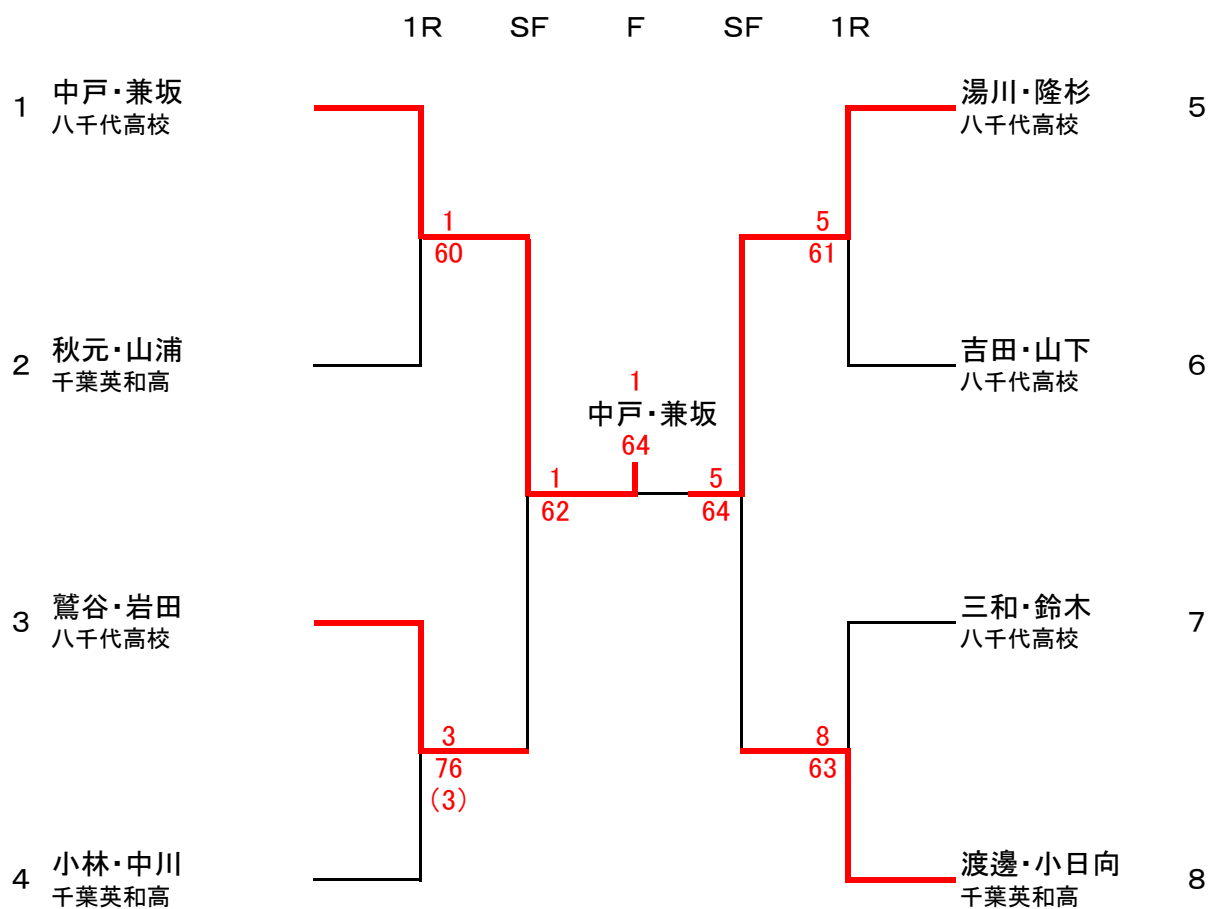 1R SF F SF 1R
1 中戸・兼坂
八千代高校
湯川・隆杉 5
八千代高校
1
60
5
61
2 秋元・山浦
千葉英和高
吉田・山下 6
八千代高校
1
中戸・兼坂
64
1
62
5
64
3 鷲谷・岩田
八千代高校
三和・鈴木 7
八千代高校
3
76
(3)
8
63
4 小林・中川
千葉英和高
渡邊・小日向 8
千葉英和高